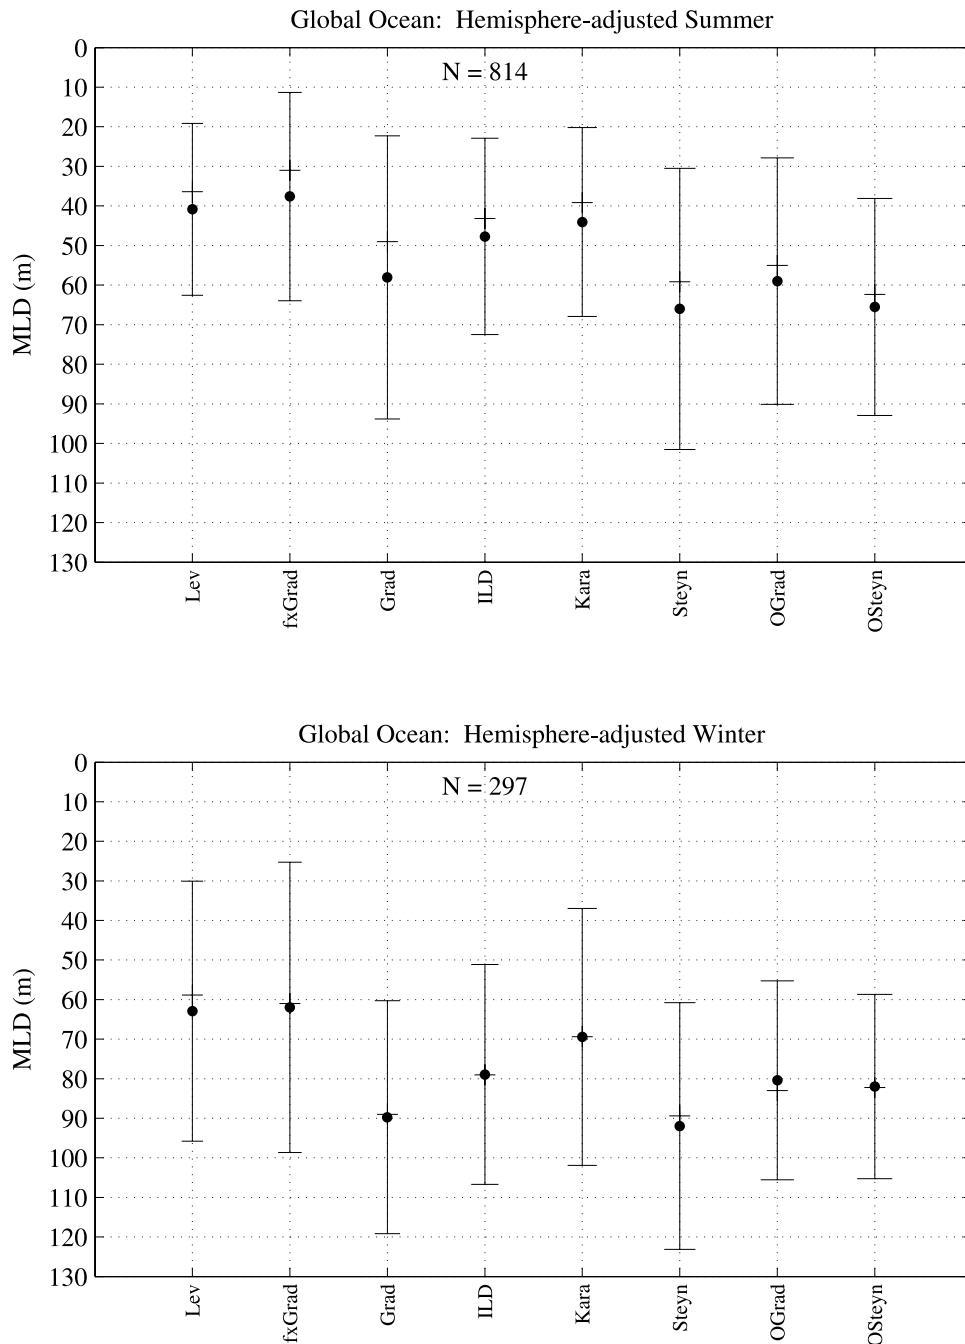 Global Ocean: Hemisphere-adjusted Summer
N = 814
0
10
20
30
40
50
60
70
80
90
100
110
120
130
MLD (m)
Lev
fxGrad
Grad
ILD
Kara
Steyn
OGrad
OSteyn
Global Ocean: Hemisphere-adjusted Winter
N = 297
0
10
20
30
40
50
60
70
80
90
100
110
120
130
MLD (m)
Lev
fxGrad
Grad
ILD
Kara
Steyn
OGrad
OSteyn